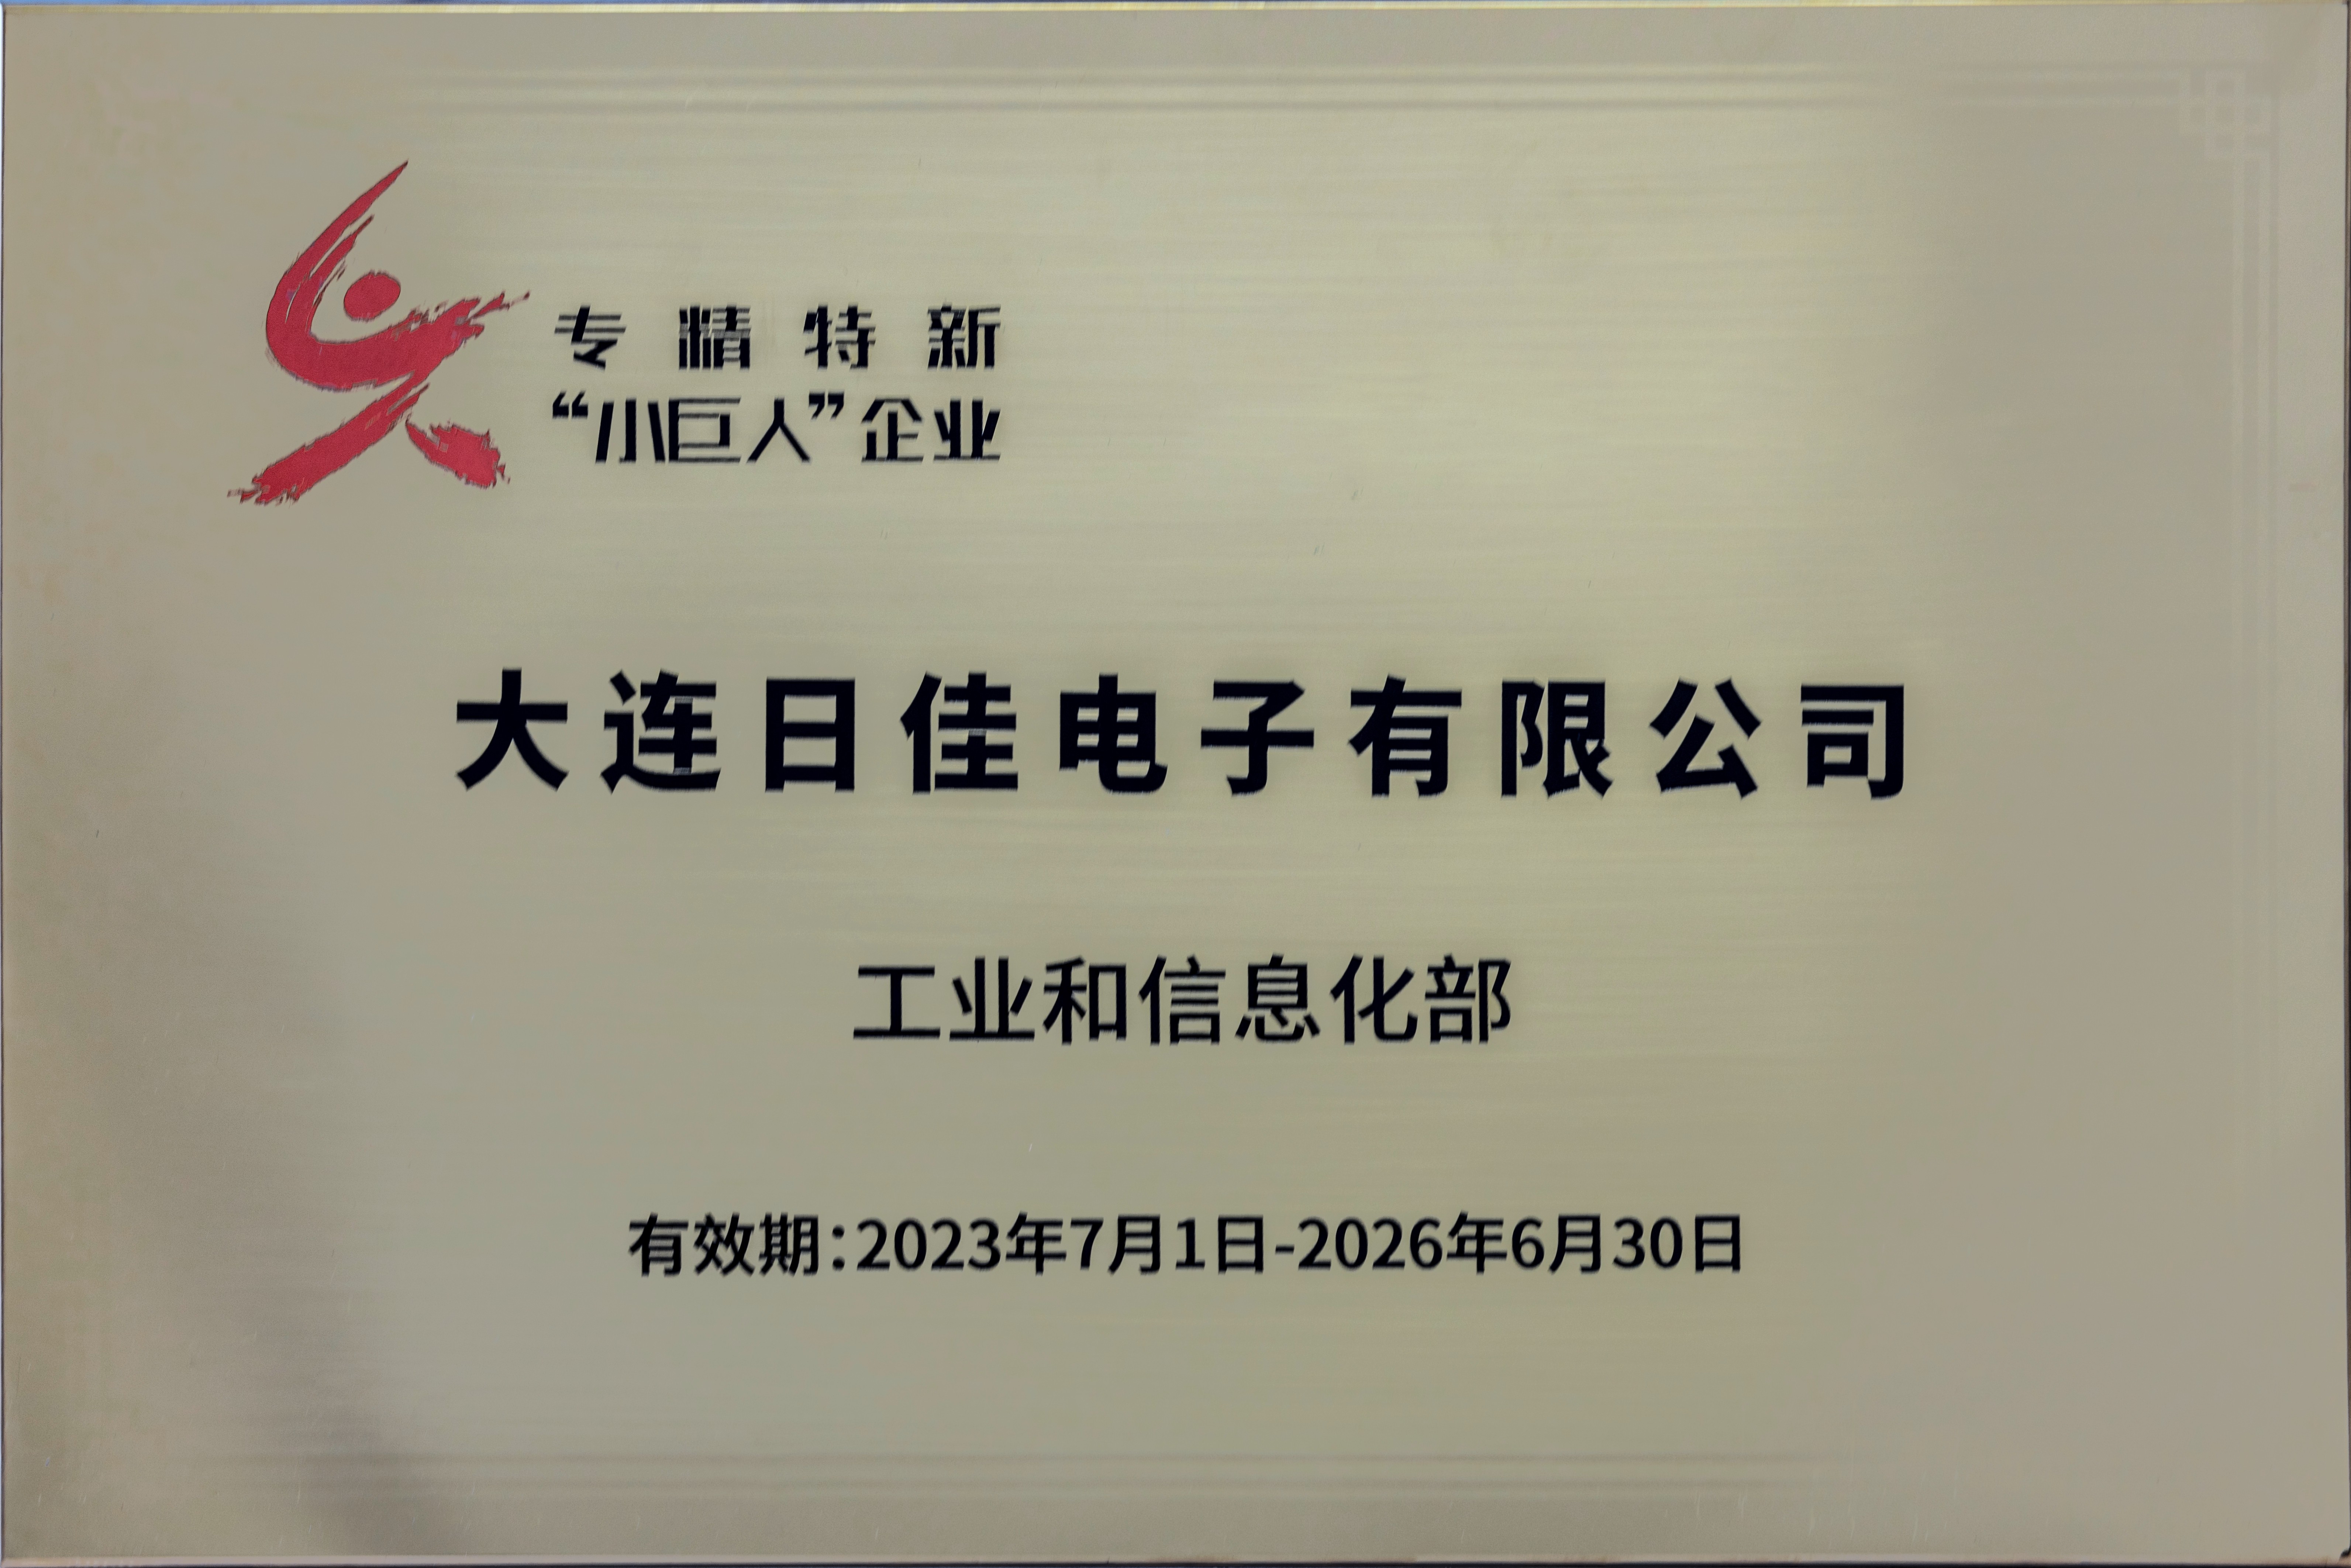 专精特新
“小巨人”企业
大连日佳电子有限公司
工业和信息化部
有效期：2023年7月1日-2026年6月30日